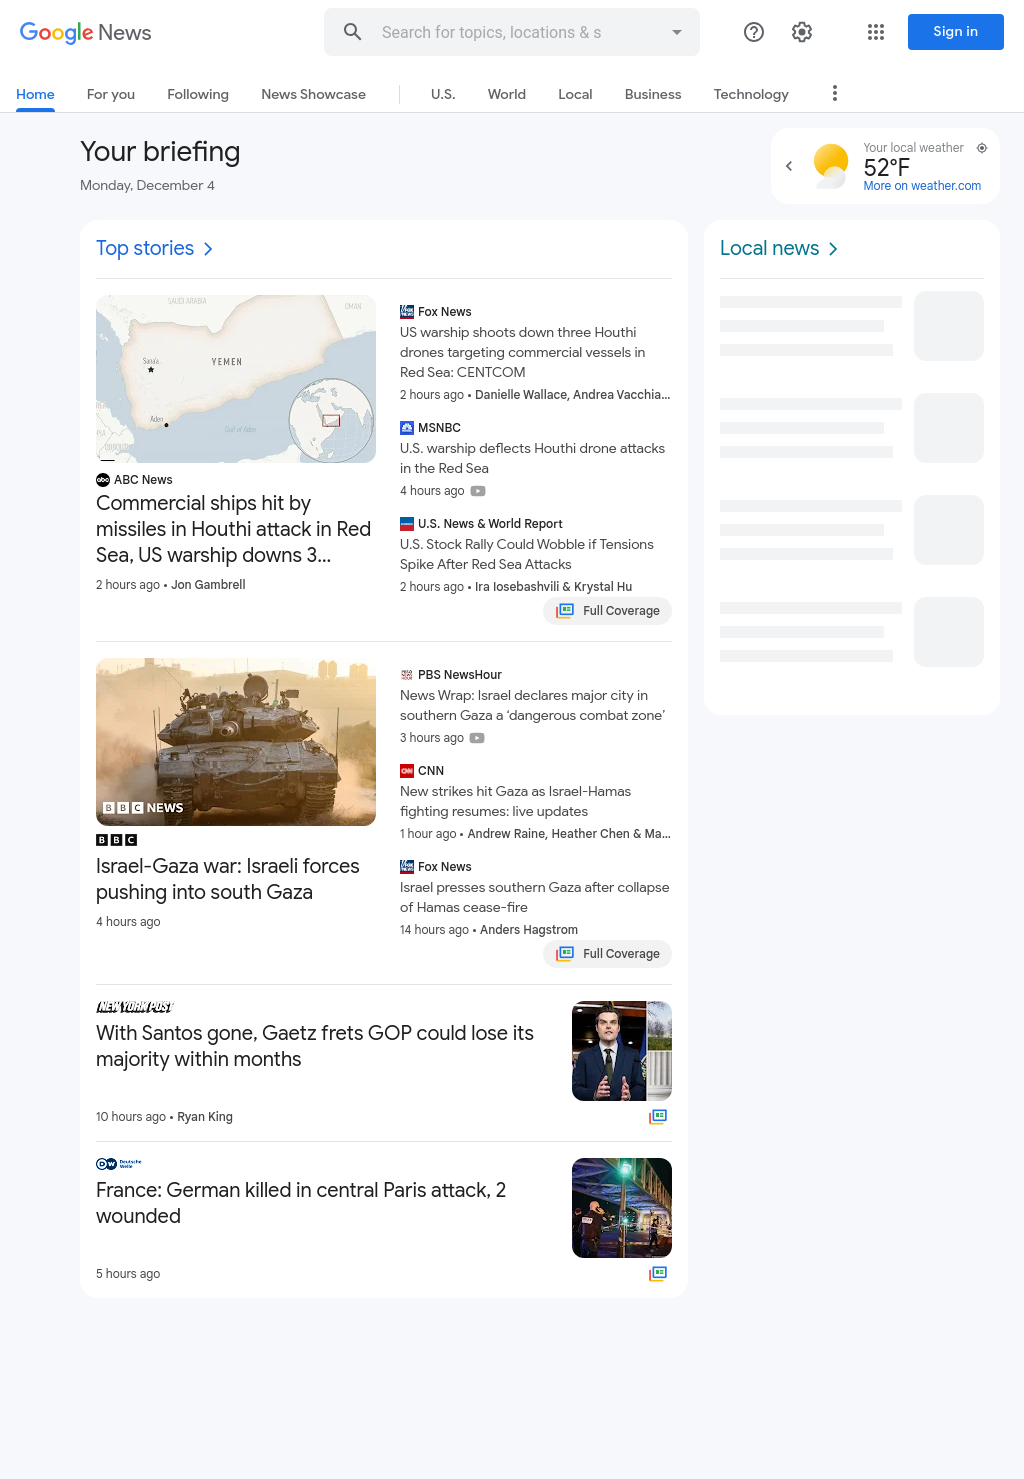 Google News
Search for topics, locations & s
Sign in
Home
For you
Following
News Showcase
U.S.
World
Local
Business
Technology
Your briefing
Monday, December 4
Your local weather
52°F
More on weather.com
Top stories
SAUDI ARABIA
OMAN
YEMEN
Sana'a
Aden
Gulf of Aden
abc ABC News
Commercial ships hit by
missiles in Houthi attack in Red
Sea, US warship downs 3...
2 hours ago • Jon Gambrell
Fox News
US warship shoots down three Houthi
drones targeting commercial vessels in
Red Sea: CENTCOM
2 hours ago • Danielle Wallace, Andrea Vacchia...
MSNBC
U.S. warship deflects Houthi drone attacks
in the Red Sea
4 hours ago
U.S. News & World Report
U.S. Stock Rally Could Wobble if Tensions
Spike After Red Sea Attacks
2 hours ago • Ira Iosebashvili & Krystal Hu
Full Coverage
BBC NEWS
BBC
Israel-Gaza war: Israeli forces
pushing into south Gaza
4 hours ago
PBS NewsHour
News Wrap: Israel declares major city in
southern Gaza a ‘dangerous combat zone’
3 hours ago
CNN
New strikes hit Gaza as Israel-Hamas
fighting resumes: live updates
1 hour ago • Andrew Raine, Heather Chen & Ma...
Fox News
Israel presses southern Gaza after collapse
of Hamas cease-fire
14 hours ago • Anders Hagstrom
Full Coverage
NEW YORK POST
With Santos gone, Gaetz frets GOP could lose its
majority within months
10 hours ago • Ryan King
DW Deutsche
Welle
France: German killed in central Paris attack, 2
wounded
5 hours ago
Local news